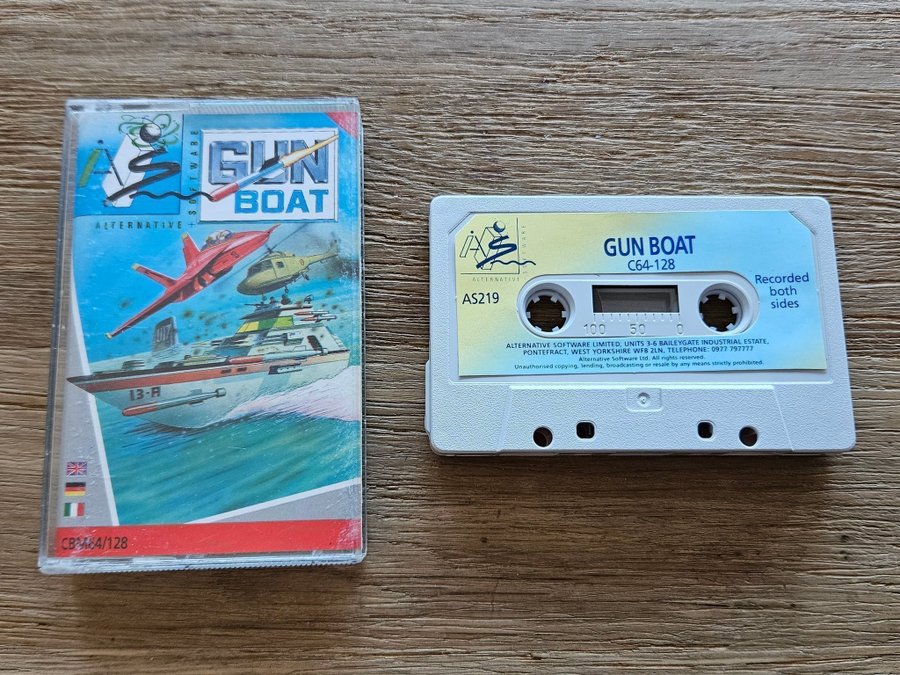 AS
ALTERNATIVE
SOFTWARE
GUN
BOAT
13-A
CBM64/128
AS
ALTERNATIVE
SOFTWARE
GUN BOAT
C64-128
AS219
Recorded
both
sides
100 50 0
ALTERNATIVE SOFTWARE LIMITED, UNITS 3-6 BAILEYGATE INDUSTRIAL ESTATE,
PONTEFRACT, WEST YORKSHIRE WF8 2LN, TELEPHONE: 0977 797777
Alternative Software Ltd. All rights reserved.
Unauthorised copying, lending, broadcasting or resale by any means strictly prohibited.